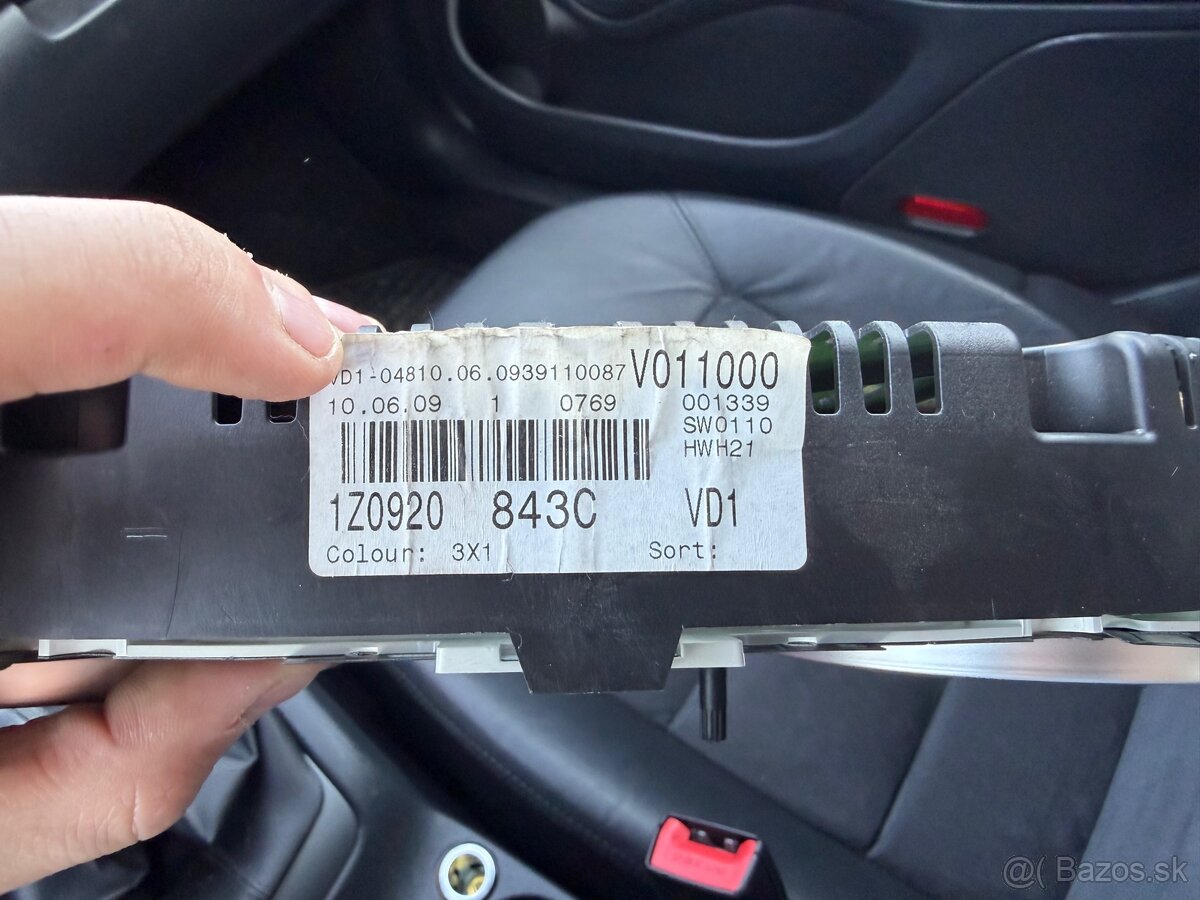 VD1-04810.06.0939110087 V011000
10.06.09 1 0769 001339
SW0110
HWH21
1Z0920 843C VD1
Colour: 3X1 Sort:
@( Bazos.sk